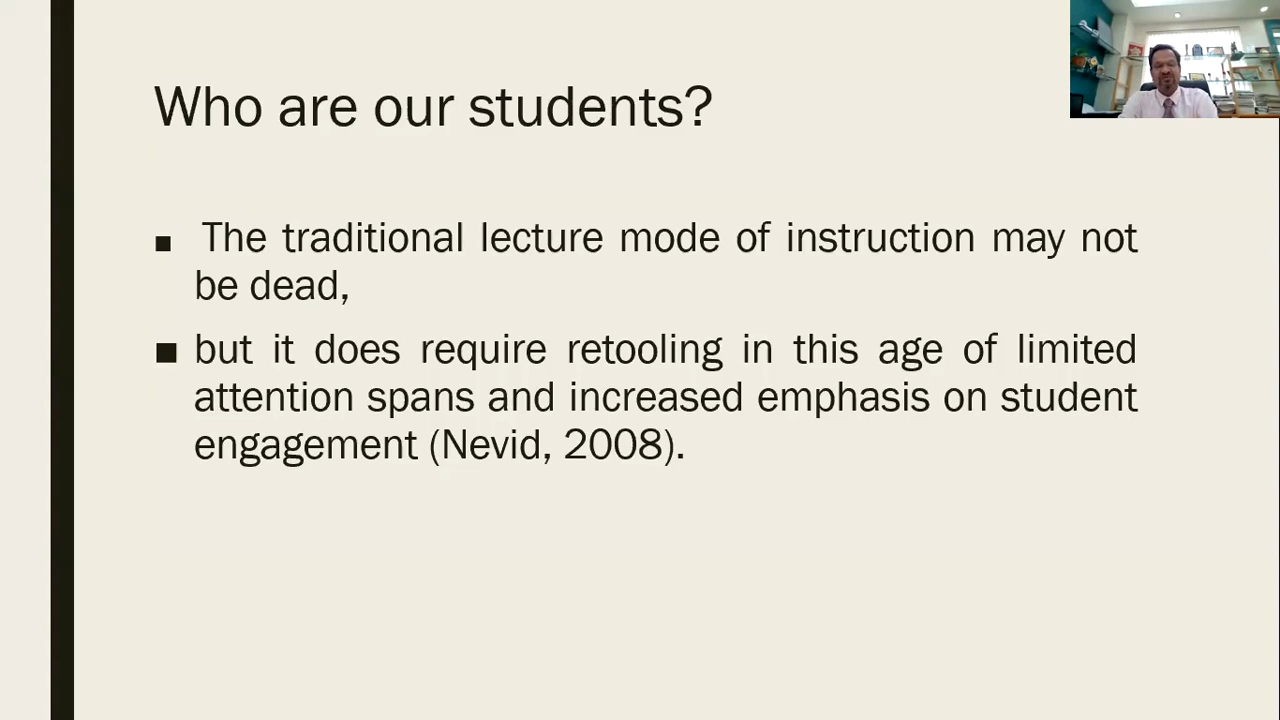 Who are our students?
▪ The traditional lecture mode of instruction may not
be dead,
▪ but it does require retooling in this age of limited
attention spans and increased emphasis on student
engagement (Nevid, 2008).